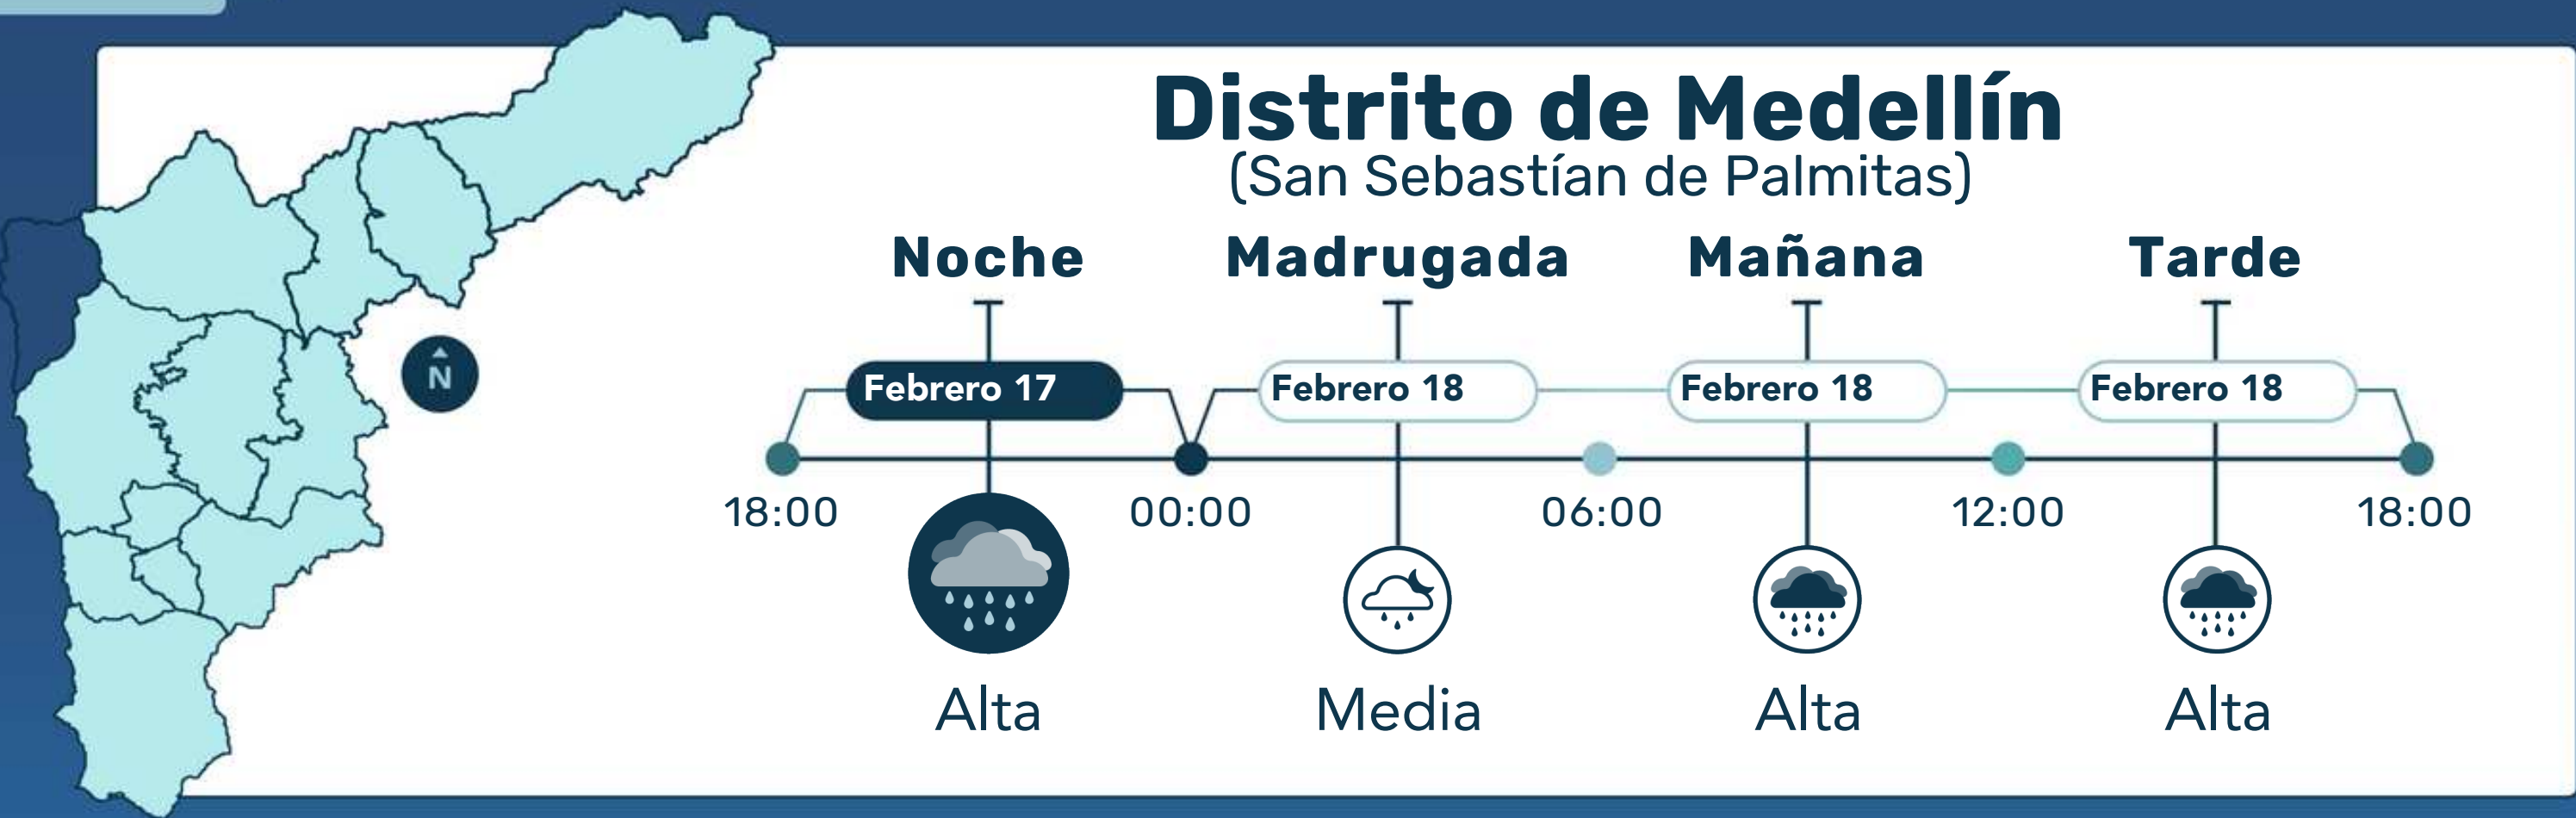 Distrito de Medellín
(San Sebastían de Palmitas)
Noche Madrugada Mañana Tarde
Febrero 17 Febrero 18 Febrero 18 Febrero 18
18:00 00:00 06:00 12:00 18:00
Alta Media Alta Alta
N